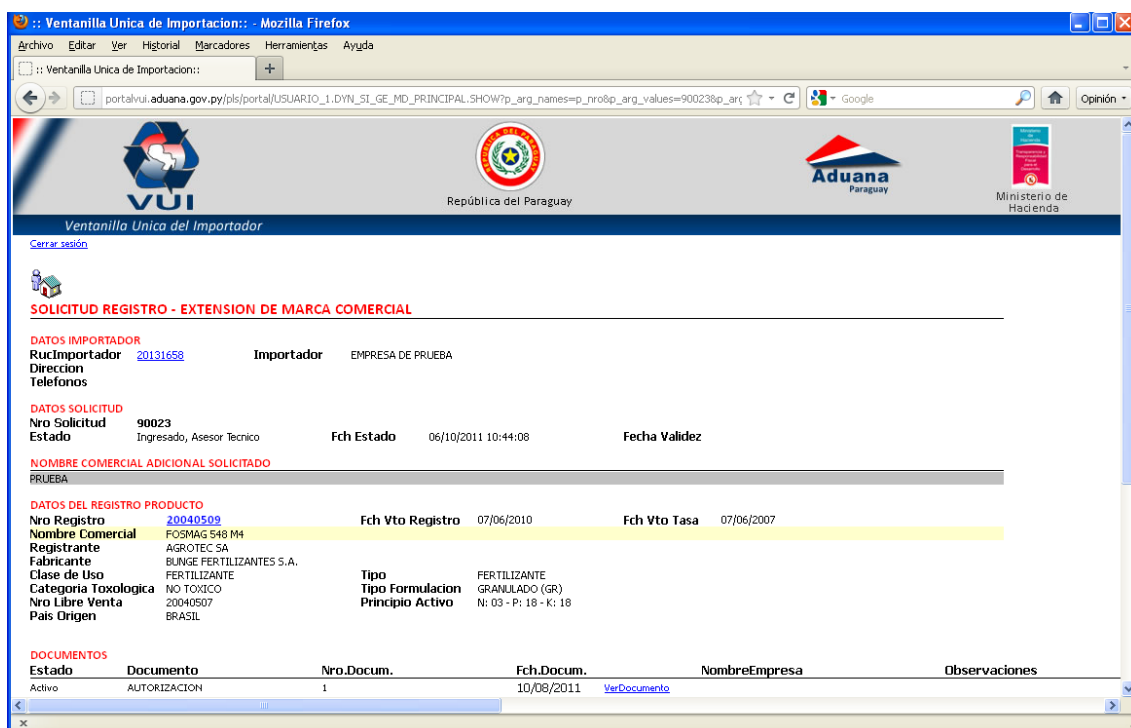 :: Ventanilla Unica de Importacion:: - Mozilla Firefox
Archivo Editar Ver Historial Marcadores Herramientas Ayuda
:: Ventanilla Unica de Importacion:: +
portalvui.aduana.gov.py/pls/portal/USUARIO_1.DYN_SI_GE_MD_PRINCIPAL.SHOW?p_arg_names=p_nro&p_arg_values=90023&p_arg Google Opinión
REPUBLICA DEL PARAGUAY
VUI
República del Paraguay
Aduana
Paraguay
Ministerio de
Hacienda
Ventanilla Unica del Importador
Cerrar sesión
SOLICITUD REGISTRO - EXTENSION DE MARCA COMERCIAL
DATOS IMPORTADOR
RucImportador 20131658 Importador EMPRESA DE PRUEBA
Direccion
Telefonos
DATOS SOLICITUD
Nro Solicitud 90023
Estado Ingresado, Asesor Tecnico Fch Estado 06/10/2011 10:44:08 Fecha Validez
NOMBRE COMERCIAL ADICIONAL SOLICITADO
PRUEBA
DATOS DEL REGISTRO PRODUCTO
Nro Registro 20040509 Fch Vto Registro 07/06/2010 Fch Vto Tasa 07/06/2007
Nombre Comercial FOSMAG 548 M4
Registrante AGROTEC SA
Fabricante BUNGE FERTILIZANTES S.A.
Clase de Uso FERTILIZANTE Tipo FERTILIZANTE
Categoria Toxologica NO TOXICO Tipo Formulacion GRANULADO (GR)
Nro Libre Venta 20040507 Principio Activo N: 03 - P: 18 - K: 18
Pais Origen BRASIL
DOCUMENTOS
Estado Documento Nro.Docum. Fch.Docum. NombreEmpresa Observaciones
Activo AUTORIZACION 1 10/08/2011 VerDocumento